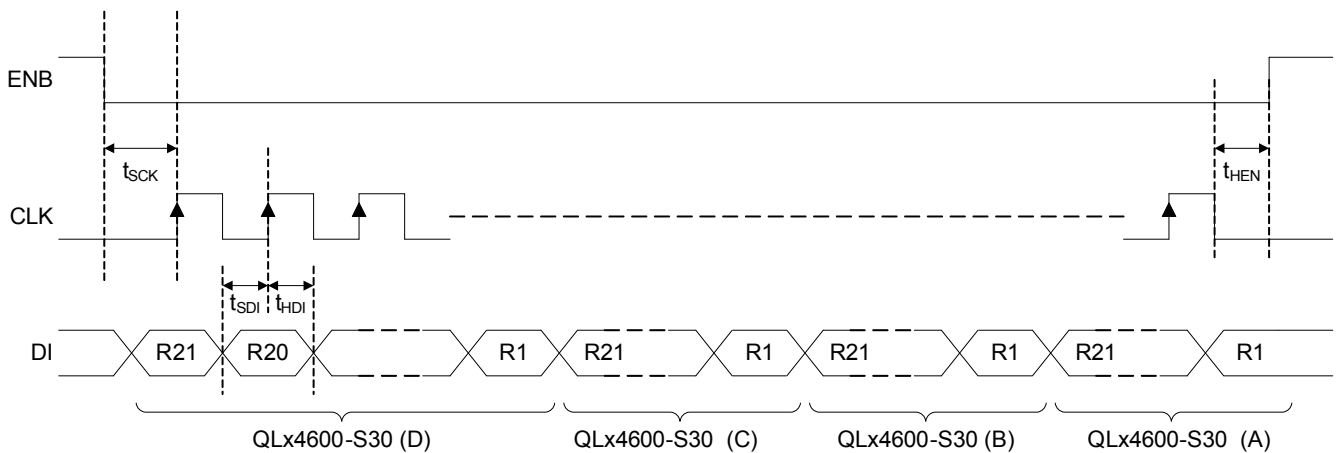 ENB
tSCK
tHEN
CLK
tSDI
tHDI
DI
R21
R20
R1
R21
R1
R21
R1
R21
R1
QLx4600-S30 (D)
QLx4600-S30 (C)
QLx4600-S30 (B)
QLx4600-S30 (A)